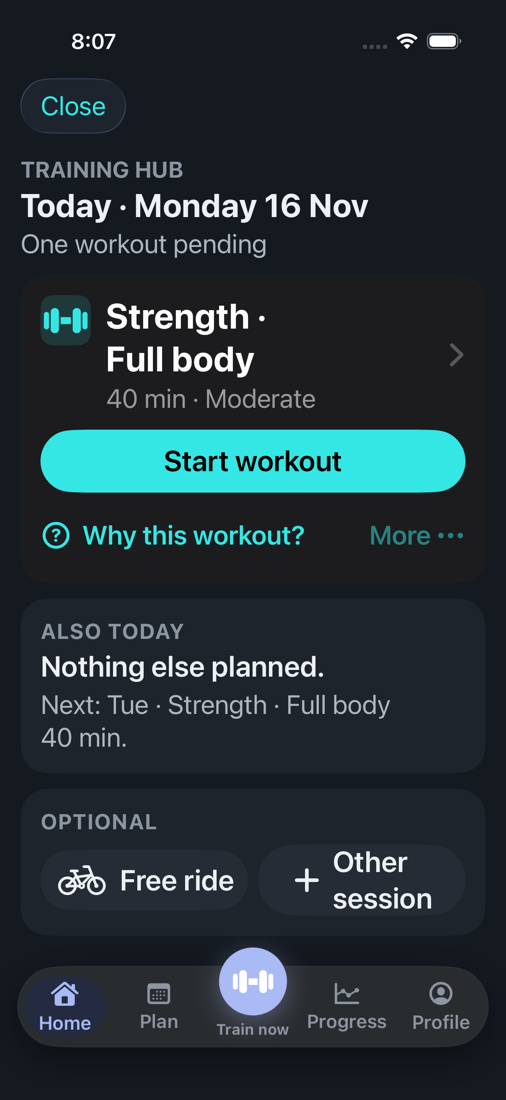 8:07
Close
TRAINING HUB
Today · Monday 16 Nov
One workout pending
Strength ·
Full body
40 min · Moderate
Start workout
Why this workout?
More ···
ALSO TODAY
Nothing else planned.
Next: Tue · Strength · Full body
40 min.
OPTIONAL
Free ride
Other
session
Home
Plan
Train now
Progress
Profile